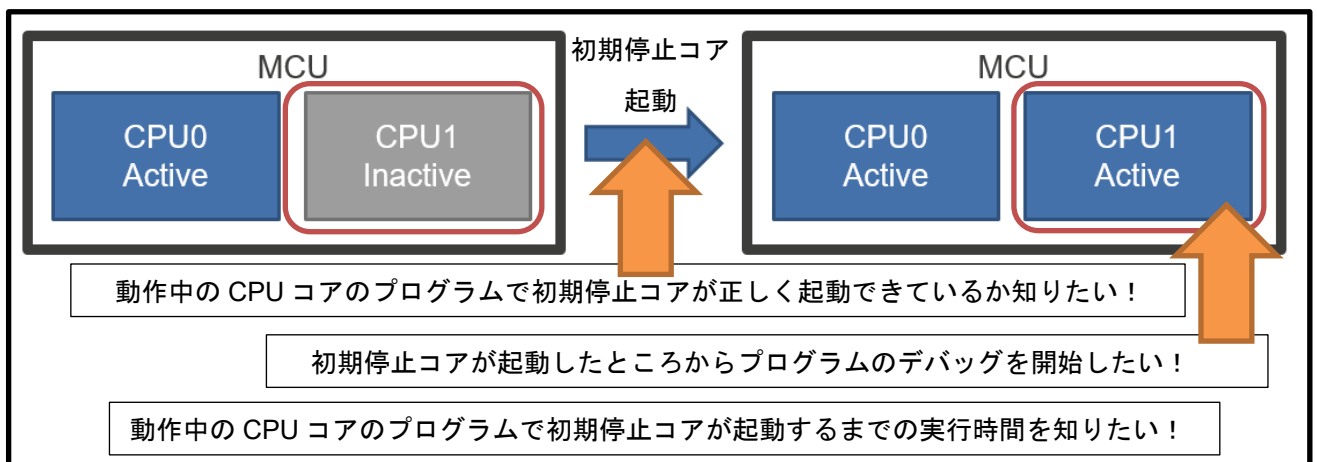 MCU
CPU0
Active
CPU1
Inactive
初期停止コア
起動
MCU
CPU0
Active
CPU1
Active
動作中の CPU コアのプログラムで初期停止コアが正しく起動できているか知りたい！
初期停止コアが起動したところからプログラムのデバッグを開始したい！
動作中の CPU コアのプログラムで初期停止コアが起動するまでの実行時間を知りたい！